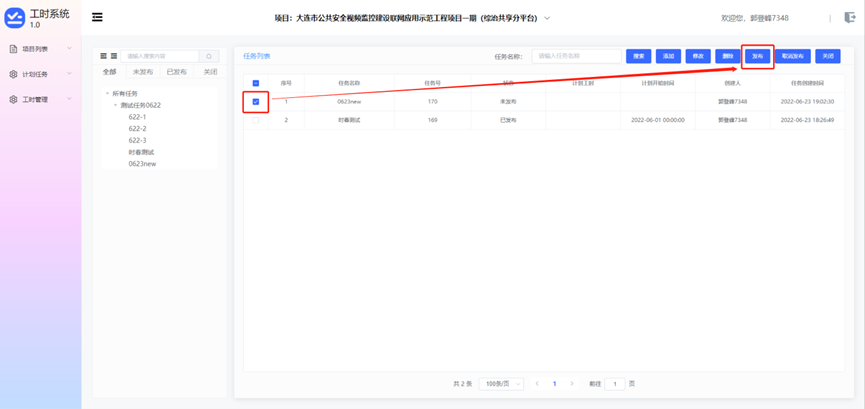 工时系统
1.0
项目列表
计划任务
工时管理
项目：大连市公共安全视频监控建设联网应用示范工程项目一期（综治共享分平台）
欢迎您，郭登峰7348
请输入搜索内容
全部 未发布 已发布 关闭
所有任务
测试任务0622
622-1
622-2
622-3
时春测试
0623new
任务列表
任务名称：
请输入任务名称
搜索 添加 修改 删除 发布 取消发布 关闭
序号 任务名称 任务号 计划工时 计划开始时间 创建人 任务创建时间
1 0623new 170 未发布 郭登峰7348 2022-06-23 19:02:30
2 时春测试 169 已发布 2022-06-01 00:00:00 郭登峰7348 2022-06-23 18:26:49
共 2 条 100条/页 1 前往 1 页